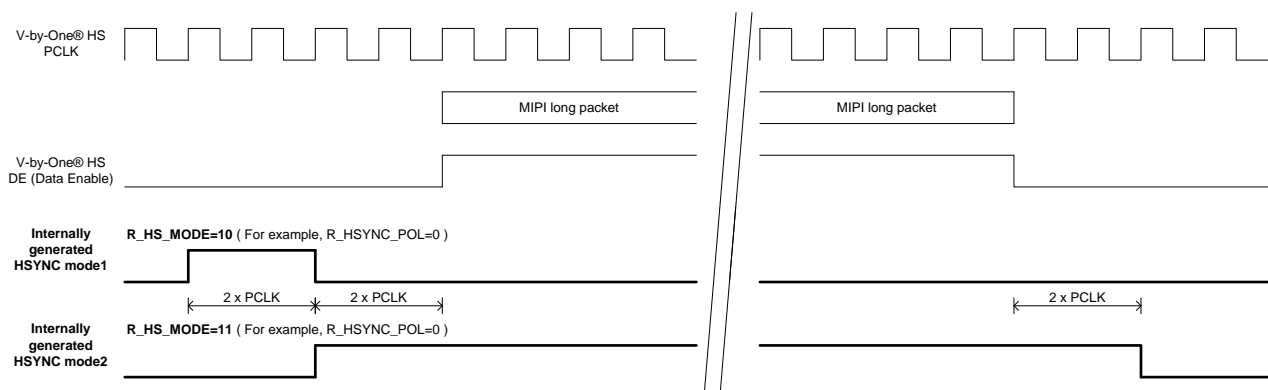 V-by-One® HS
PCLK
MIPI long packet
MIPI long packet
V-by-One® HS
DE (Data Enable)
Internally
generated
HSYNC mode1
R_HS_MODE=10 ( For example, R_HSYNC_POL=0 )
2 x PCLK
2 x PCLK
2 x PCLK
Internally
generated
HSYNC mode2
R_HS_MODE=11 ( For example, R_HSYNC_POL=0 )